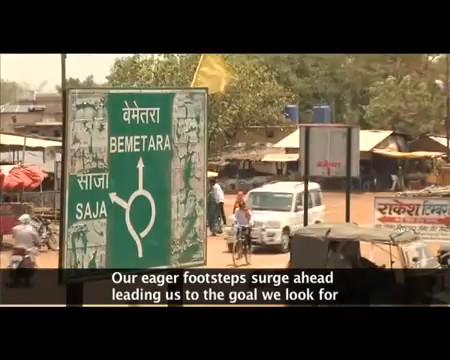 वेमेतरा
BEMETARA
साजा
SAJA
राकेश
Our eager footsteps surge ahead
leading us to the goal we look for